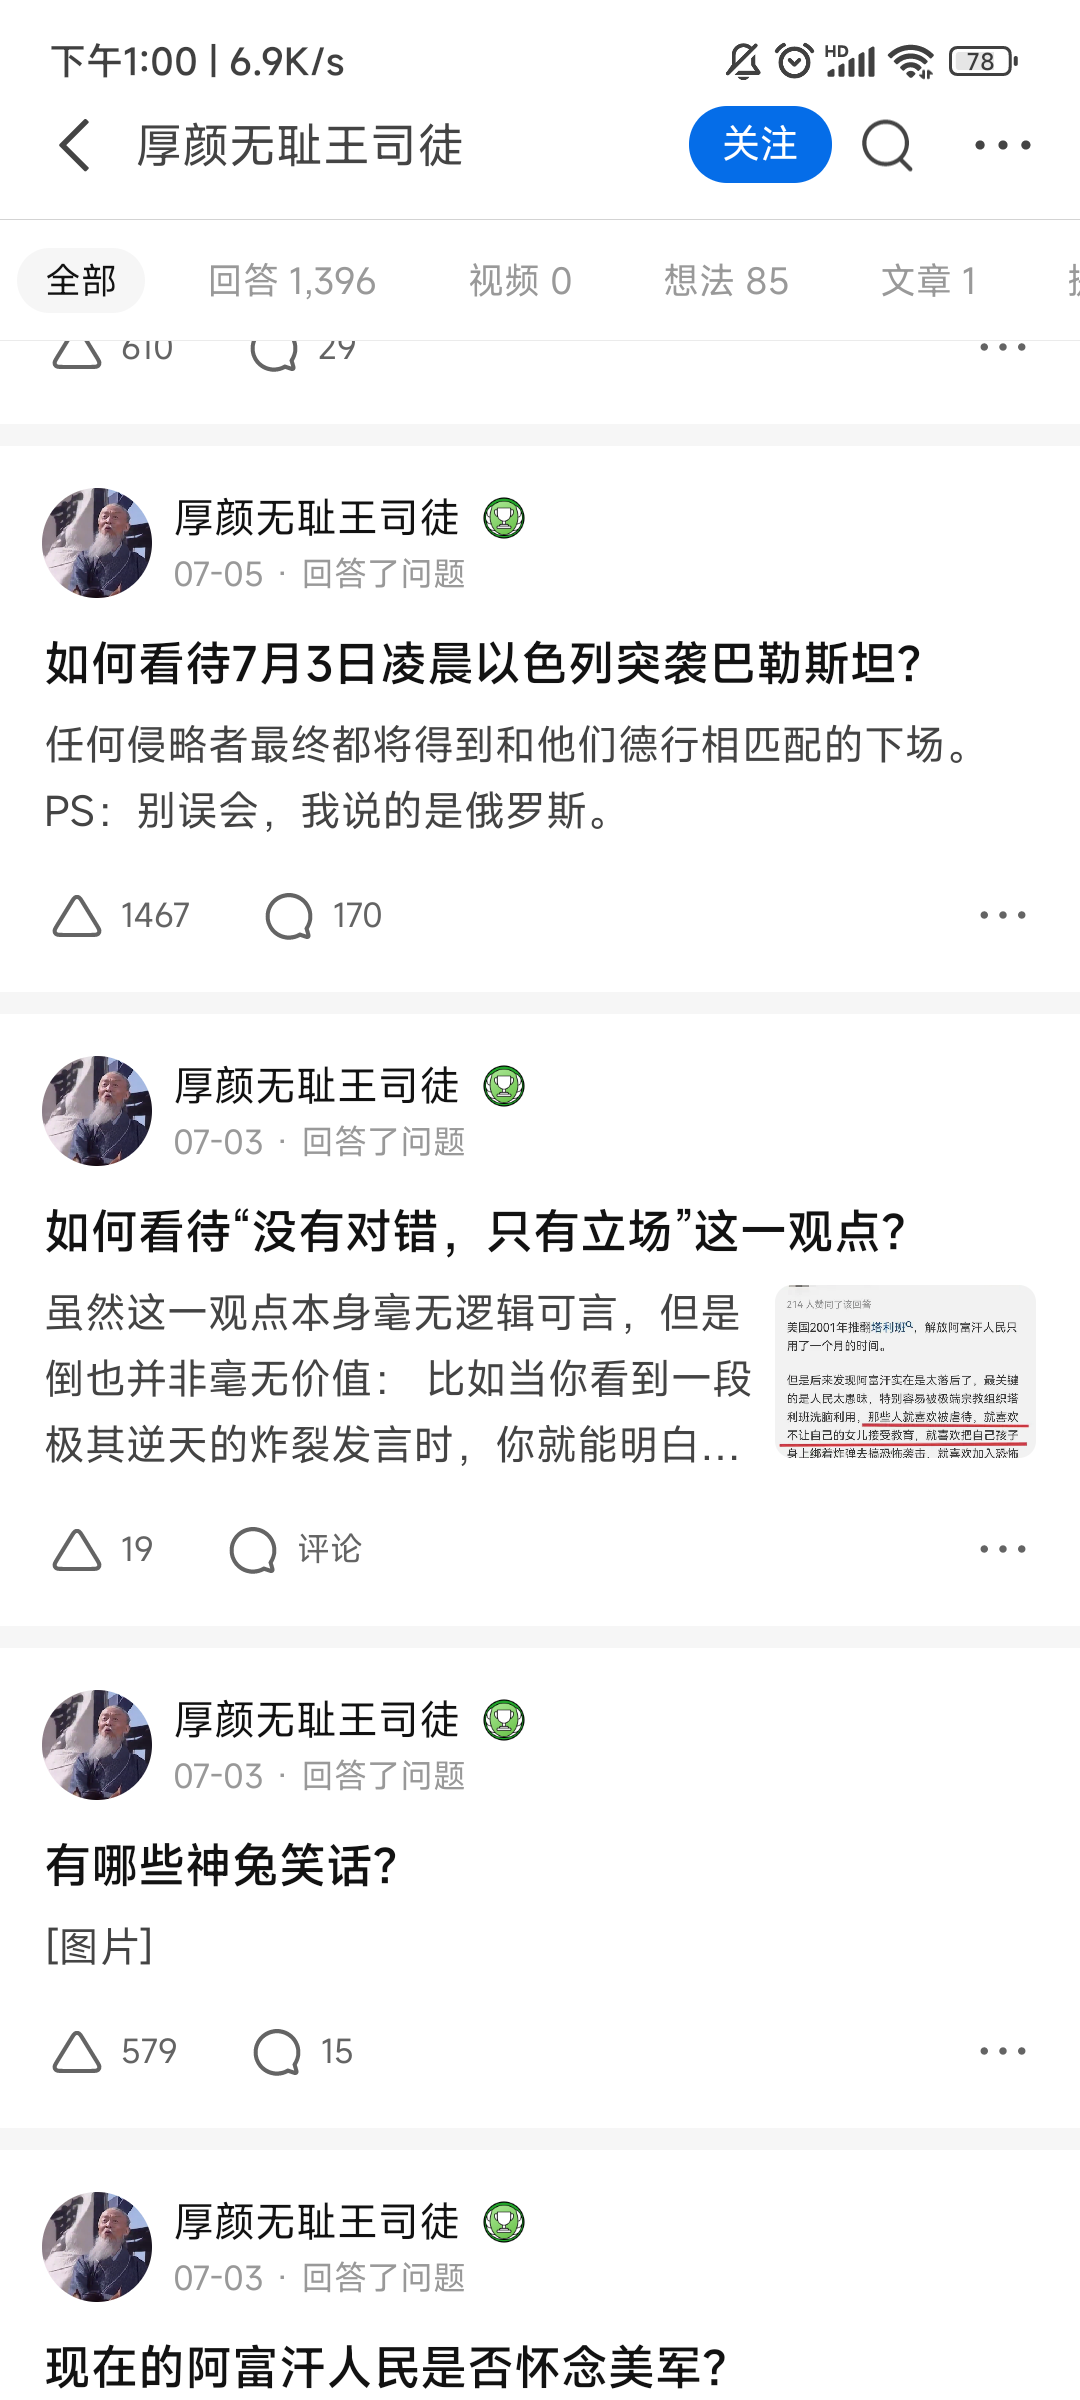 下午1:00 | 6.9K/s
HD
78
厚颜无耻王司徒
关注
全部
回答 1,396
视频 0
想法 85
文章 1
610
29
厚颜无耻王司徒
07-05 · 回答了问题
如何看待7月3日凌晨以色列突袭巴勒斯坦?
任何侵略者最终都将得到和他们德行相匹配的下场。
PS：别误会，我说的是俄罗斯。
1467
170
厚颜无耻王司徒
07-03 · 回答了问题
如何看待“没有对错，只有立场”这一观点?
虽然这一观点本身毫无逻辑可言，但是
倒也并非毫无价值： 比如当你看到一段
极其逆天的炸裂发言时，你就能明白...
214 人赞同了该回答
美国2001年推翻塔利班，解放阿富汗人民只
用了一个月的时间。
但是后来发现阿富汗实在是太落后了，最关键
的是人民太愚昧，特别容易被极端宗教组织塔
利班洗脑利用，那些人就喜欢被虐待，就喜欢
不让自己的女儿接受教育，就喜欢把自己孩子
身上绑着炸弹去搞恐怖袭击，就喜欢加入恐怖
19
评论
厚颜无耻王司徒
07-03 · 回答了问题
有哪些神兔笑话?
[图片]
579
15
厚颜无耻王司徒
07-03 · 回答了问题
现在的阿富汗人民是否怀念美军?